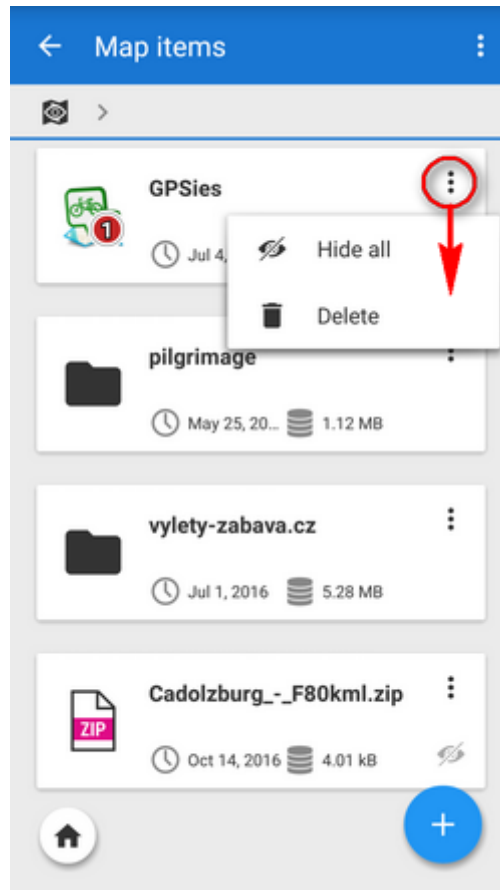 Map items
GPSies
1
Jul 4,
Hide all
Delete
pilgrimage
May 25, 20... 1.12 MB
vylety-zabava.cz
Jul 1, 2016 5.28 MB
Cadolzburg_-_F80kml.zip
ZIP
Oct 14, 2016 4.01 kB